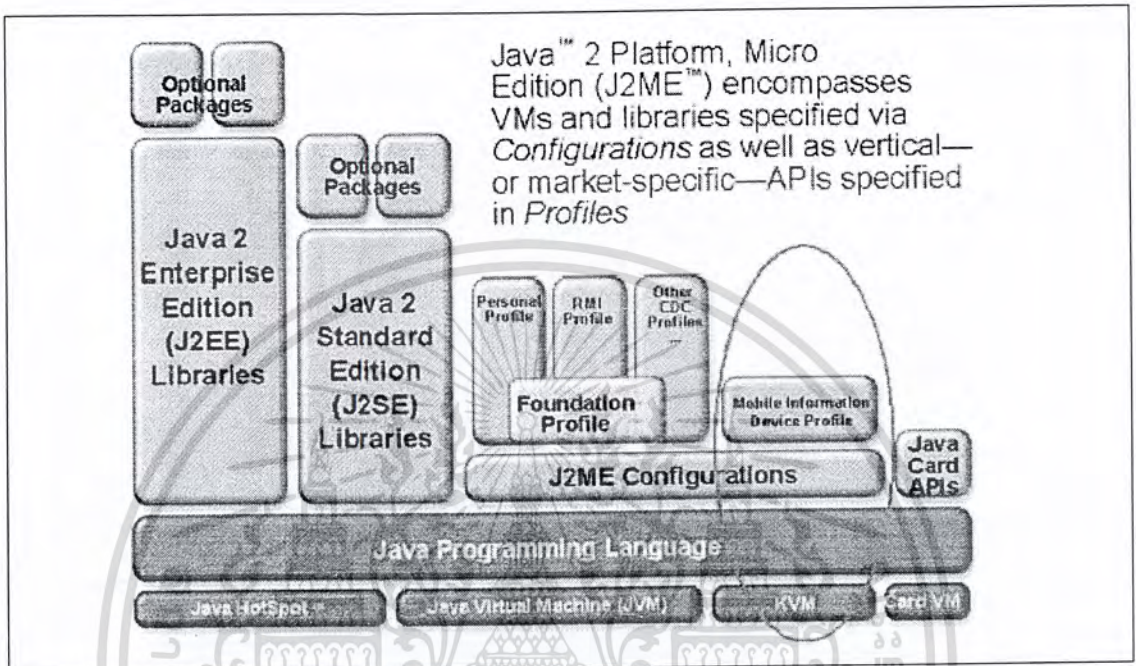 Java™ 2 Platform, Micro
Edition (J2ME™) encompasses
VMs and libraries specified via
Configurations as well as vertical—
or market-specific—APIs specified
in Profiles
Optional
Packages
Java 2
Enterprise
Edition
(J2EE)
Libraries
Optional
Packages
Java 2
Standard
Edition
(J2SE)
Libraries
Personal
Profile
RMI
Profile
Other
CDC
Profiles
...
Foundation
Profile
Mobile Information
Device Profile
J2ME Configurations
Java
Card
APIs
Java Programming Language
Java HotSpot
Java Virtual Machine (JVM)
KVM
Card VM